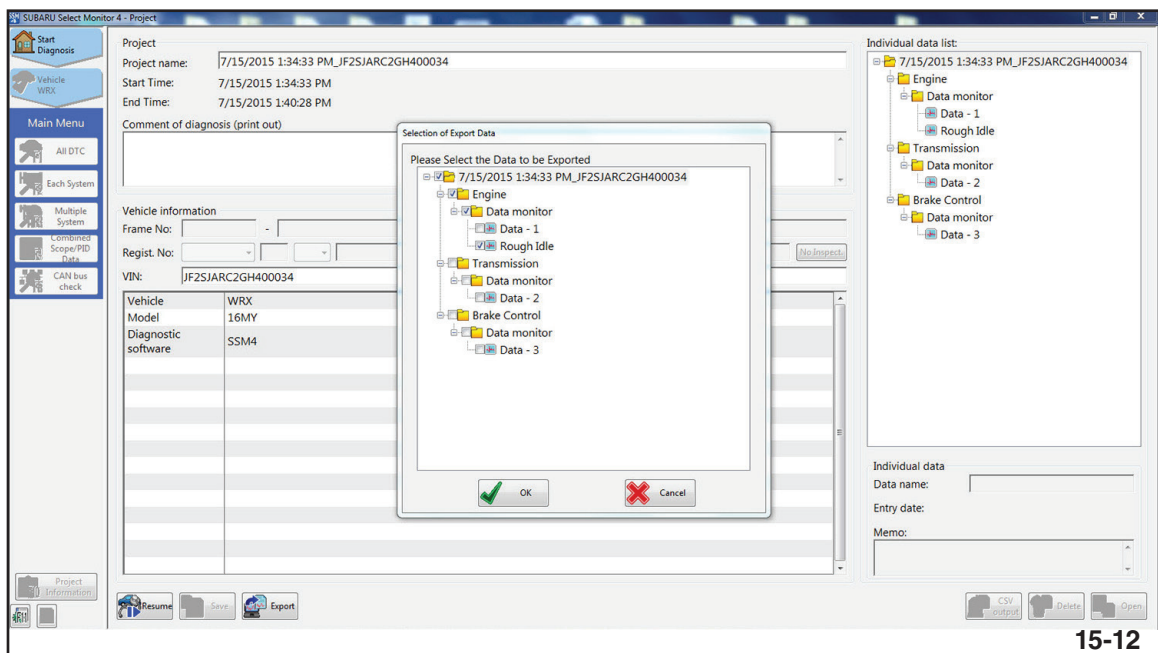 SUBARU Select Monitor 4 - Project
Start
Diagnosis
Vehicle
WRX
Main Menu
All DTC
Each System
Multiple
System
Combined
Scope/PID
Data
CAN bus
check
Project
Information
Project
Project name: 7/15/2015 1:34:33 PM_JF2SJARC2GH400034
Start Time: 7/15/2015 1:34:33 PM
End Time: 7/15/2015 1:40:28 PM
Comment of diagnosis (print out)
Vehicle information
Frame No: -
Regist. No:
No Inspect.
VIN: JF2SJARC2GH400034
Vehicle WRX
Model 16MY
Diagnostic
software SSM4
Resume
Save
Export
Selection of Export Data
Please Select the Data to be Exported
7/15/2015 1:34:33 PM_JF2SJARC2GH400034
Engine
Data monitor
Data - 1
Rough Idle
Transmission
Data monitor
Data - 2
Brake Control
Data monitor
Data - 3
OK
Cancel
Individual data list:
7/15/2015 1:34:33 PM_JF2SJARC2GH400034
Engine
Data monitor
Data - 1
Rough Idle
Transmission
Data monitor
Data - 2
Brake Control
Data monitor
Data - 3
Individual data
Data name:
Entry date:
Memo:
CSV
output
Delete
Open
15-12